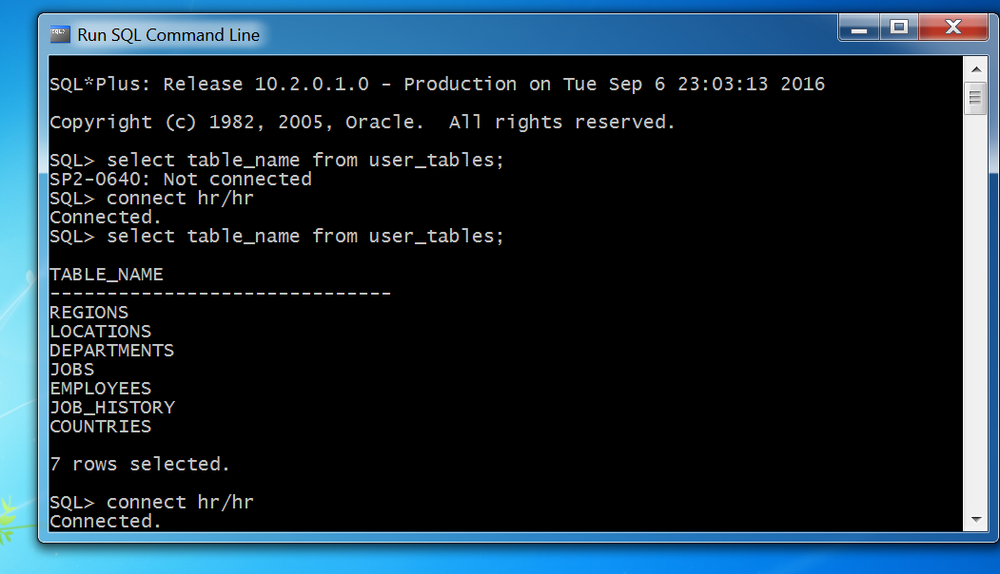 Run SQL Command Line
SQL*Plus: Release 10.2.0.1.0 - Production on Tue Sep 6 23:03:13 2016
Copyright (c) 1982, 2005, Oracle.  All rights reserved.
SQL> select table_name from user_tables;
SP2-0640: Not connected
SQL> connect hr/hr
Connected.
SQL> select table_name from user_tables;
TABLE_NAME
------------------------------
REGIONS
LOCATIONS
DEPARTMENTS
JOBS
EMPLOYEES
JOB_HISTORY
COUNTRIES
7 rows selected.
SQL> connect hr/hr
Connected.